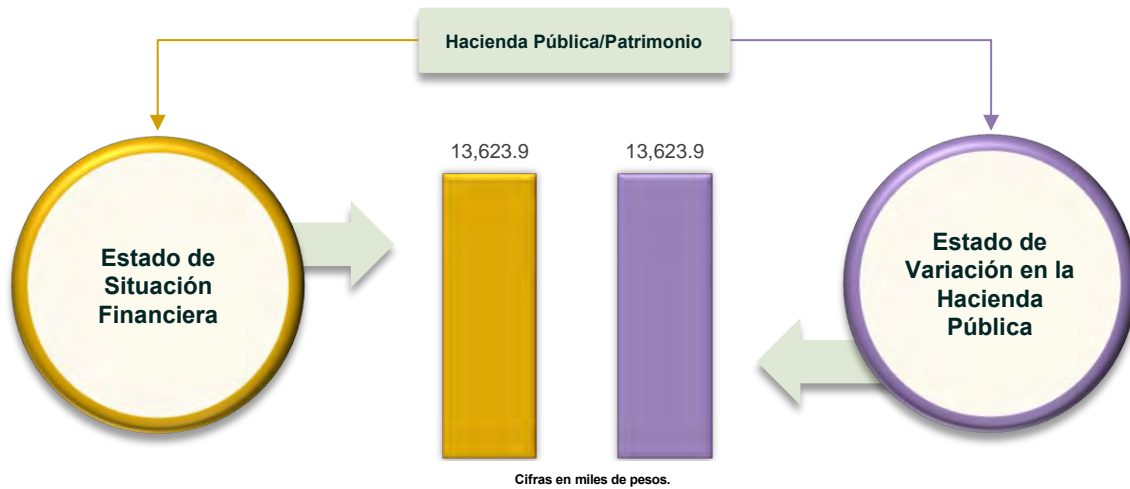 Hacienda Pública/Patrimonio
13,623.9
13,623.9
Estado de
Situación
Financiera
Estado de
Variación en la
Hacienda
Pública
Cifras en miles de pesos.